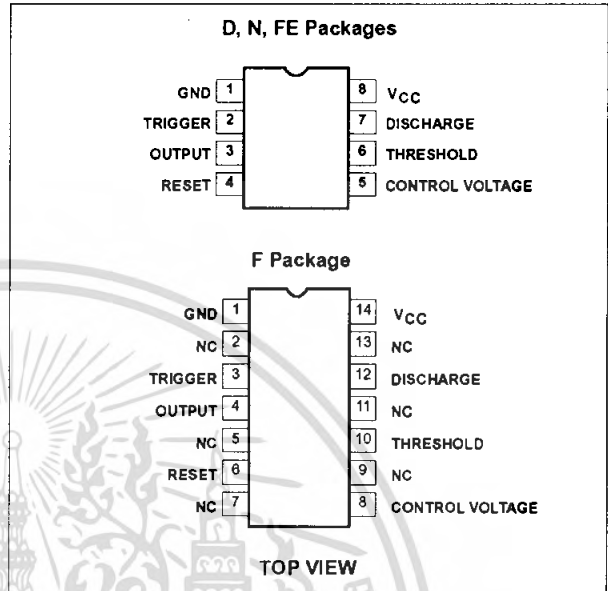 D, N, FE Packages
GND 1 8 VCC
TRIGGER 2 7 DISCHARGE
OUTPUT 3 6 THRESHOLD
RESET 4 5 CONTROL VOLTAGE
F Package
GND 1 14 VCC
NC 2 13 NC
TRIGGER 3 12 DISCHARGE
OUTPUT 4 11 NC
NC 5 10 THRESHOLD
RESET 6 9 NC
NC 7 8 CONTROL VOLTAGE
TOP VIEW